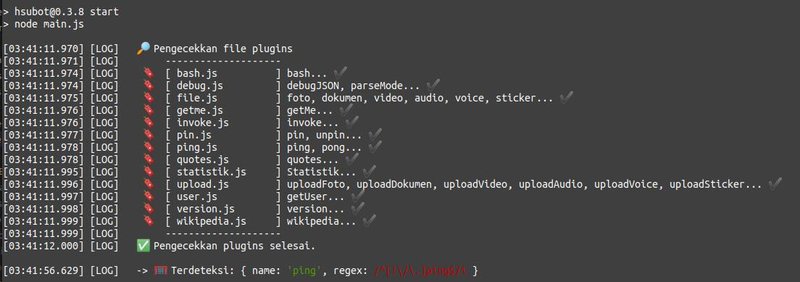 > hsubot@0.3.8 start
> node main.js
[03:41:11.970] [LOG] 🔎 Pengecekkan file plugins
[03:41:11.971] [LOG] --------------------
[03:41:11.974] [LOG] [ bash.js ] bash... ✔
[03:41:11.974] [LOG] [ debug.js ] debugJSON, parseMode... ✔
[03:41:11.975] [LOG] [ file.js ] foto, dokumen, video, audio, voice, sticker... ✔
[03:41:11.976] [LOG] [ getme.js ] getMe... ✔
[03:41:11.976] [LOG] [ invoke.js ] invoke... ✔
[03:41:11.977] [LOG] [ pin.js ] pin, unpin... ✔
[03:41:11.978] [LOG] [ ping.js ] ping, pong... ✔
[03:41:11.978] [LOG] [ quotes.js ] quotes... ✔
[03:41:11.995] [LOG] [ statistik.js ] Statistik... ✔
[03:41:11.996] [LOG] [ upload.js ] uploadFoto, uploadDokumen, uploadVideo, uploadAudio, uploadVoice, uploadSticker... ✔
[03:41:11.997] [LOG] [ user.js ] getUser... ✔
[03:41:11.998] [LOG] [ version.js ] version... ✔
[03:41:11.999] [LOG] [ wikipedia.js ] wikipedia... ✔
[03:41:11.999] [LOG] --------------------
[03:41:12.000] [LOG] ✅ Pengecekkan plugins selesai.
[03:41:56.629] [LOG] -> Terdeteksi: { name: 'ping', regex: }